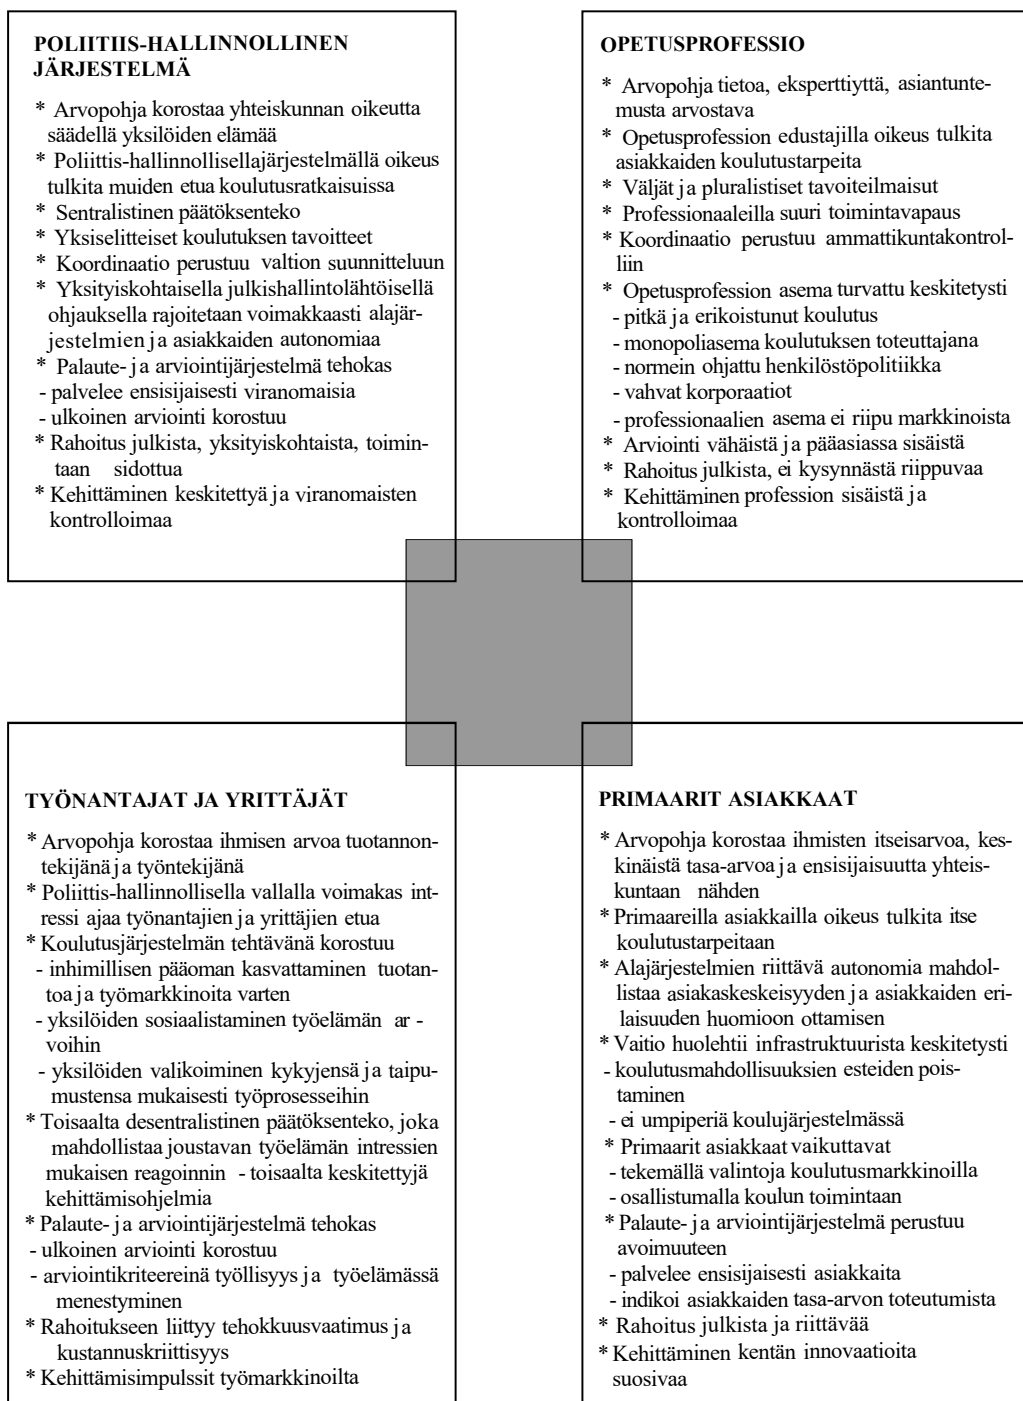 POLIITIIS-HALLINNOLLINEN
JÄRJESTELMÄ
* Arvopohja korostaa yhteiskunnan oikeutta
säädellä yksilöiden elämää
* Poliittis-hallinnollisellajärjestelmällä oikeus
tulkita muiden etua koulutusratkaisuissa
* Sentralistinen päätöksenteko
* Yksiselitteiset koulutuksen tavoitteet
* Koordinaatio perustuu valtion suunnitteluun
* Yksityiskohtaisella julkishallintolähtöisellä
ohjauksella rajoitetaan voimakkaasti alajär-
jestelmien ja asiakkaiden autonomiaa
* Palaute- ja arviointijärjestelmä tehokas
- palvelee ensisijaisesti viranomaisia
- ulkoinen arviointi korostuu
* Rahoitus julkista, yksityiskohtaista, toimin-
taan sidottua
* Kehittäminen keskitettyä ja viranomaisten
kontrolloimaa
OPETUSPROFESSIO
* Arvopohja tietoa, eksperttiyttä, asiantunte-
musta arvostava
* Opetusprofession edustajilla oikeus tulkita
asiakkaiden koulutustarpeita
* Väljät ja pluralistiset tavoiteilmaisut
* Professionaaleilla suuri toimintavapaus
* Koordinaatio perustuu ammattikuntakontrol-
liin
* Opetusprofession asema turvattu keskitetysti
- pitkä ja erikoistunut koulutus
- monopoliasema koulutuksen toteuttajana
- normein ohjattu henkilöstöpolitiikka
- vahvat korporaatiot
- professionaalien asema ei riipu markkinoista
* Arviointi vähäistä ja pääasiassa sisäistä
* Rahoitus julkista, ei kysynnästä riippuvaa
* Kehittäminen profession sisäistä ja
kontrolloimaa
TYÖNANTAJAT JA YRITTÄJÄT
* Arvopohja korostaa ihmisen arvoa tuotannon-
tekijänä ja työntekijänä
* Poliittis-hallinnollisella vallalla voimakas int-
ressi ajaa työnantajien ja yrittäjien etua
* Koulutusjärjestelmän tehtävänä korostuu
- inhimillisen pääoman kasvattaminen tuotan-
toa ja työmarkkinoita varten
- yksilöiden sosiaalistaminen työelämän ar -
voihin
- yksilöiden valikoiminen kykyjensä ja taipu-
mustensa mukaisesti työprosesseihin
* Toisaalta desentralistinen päätöksenteko, joka
mahdollistaa joustavan työelämän intressien
mukaisen reagoinnin - toisaalta keskitettyjä
kehittämisohjelmia
* Palaute- ja arviointijärjestelmä tehokas
- ulkoinen arviointi korostuu
- arviointikriteereinä työllisyys ja työelämässä
menestyminen
* Rahoitukseen liittyy tehokkuusvaatimus ja
kustannuskriittisyys
* Kehittämisimpulssit työmarkkinoilta
PRIMAARIT ASIAKKAAT
* Arvopohja korostaa ihmisten itseisarvoa, kes-
kinäistä tasa-arvoa ja ensisijaisuutta yhteis-
kuntaan nähden
* Primaareilla asiakkailla oikeus tulkita itse
koulutustarpeitaan
* Alajärjestelmien riittävä autonomia mahdol-
listaa asiakaskeskeisyyden ja asiakkaiden eri-
laisuuden huomioon ottamisen
* Vaitio huolehtii infrastruktuurista keskitetysti
- koulutusmahdollisuuksien esteiden pois-
taminen
- ei umpiperiä koulujärjestelmässä
* Primaarit asiakkaat vaikuttavat
- tekemällä valintoja koulutusmarkkinoilla
- osallistumalla koulun toimintaan
* Palaute- ja arviointijärjestelmä perustuu
avoimuuteen
- palvelee ensisijaisesti asiakkaita
- indikoi asiakkaiden tasa-arvon toteutumista
* Rahoitus julkista ja riittävää
* Kehittäminen kentän innovaatioita
suosivaa